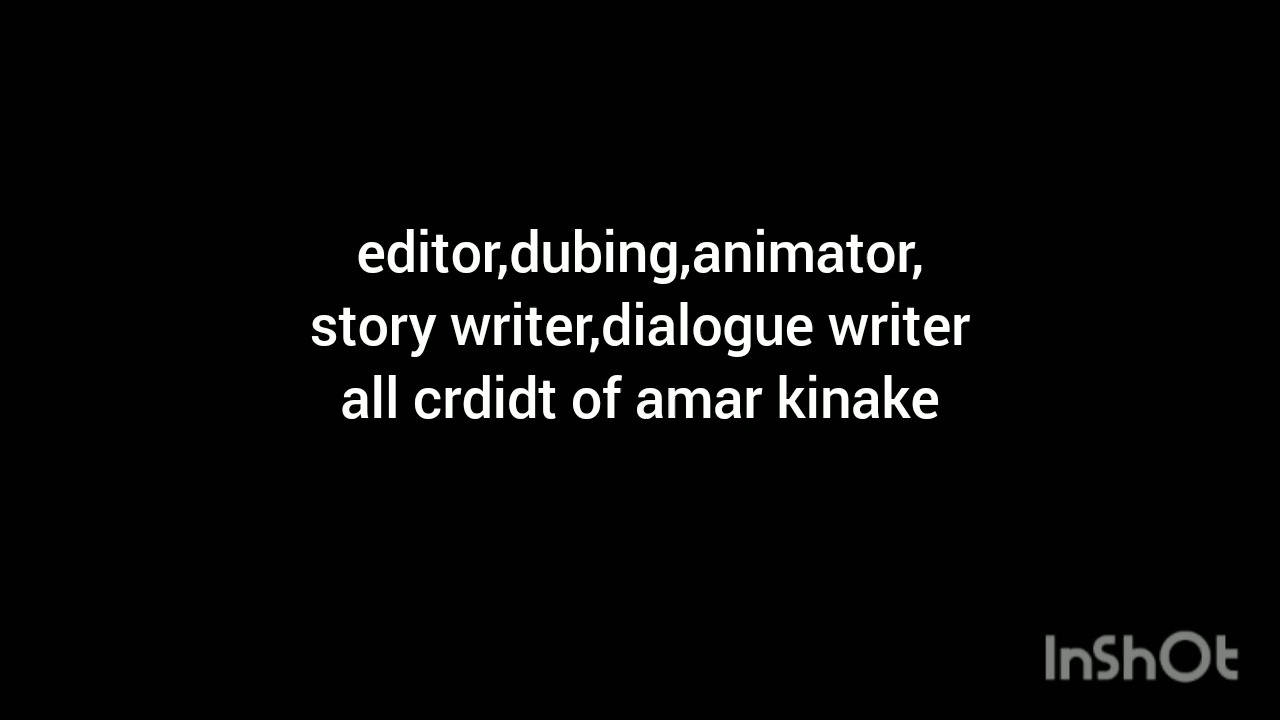 editor,dubing,animator,
story writer,dialogue writer
all crdidt of amar kinake
InShOt